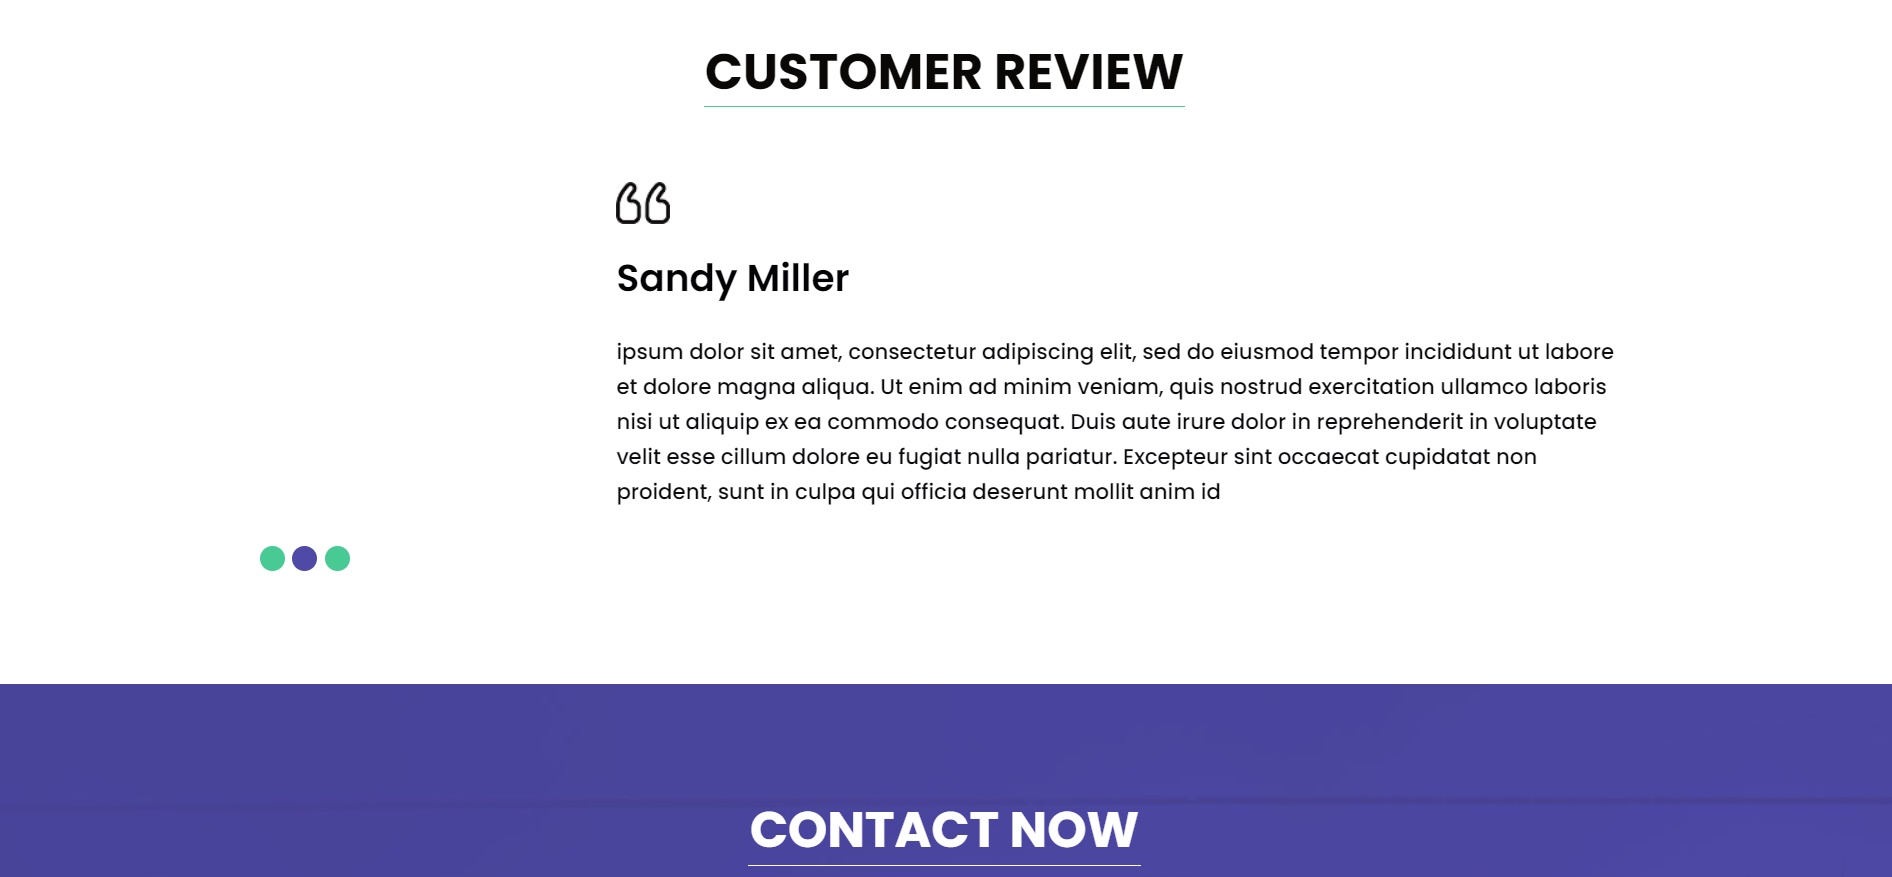 CUSTOMER REVIEW
Sandy Miller
ipsum dolor sit amet, consectetur adipiscing elit, sed do eiusmod tempor incididunt ut labore
et dolore magna aliqua. Ut enim ad minim veniam, quis nostrud exercitation ullamco laboris
nisi ut aliquip ex ea commodo consequat. Duis aute irure dolor in reprehenderit in voluptate
velit esse cillum dolore eu fugiat nulla pariatur. Excepteur sint occaecat cupidatat non
proident, sunt in culpa qui officia deserunt mollit anim id
CONTACT NOW